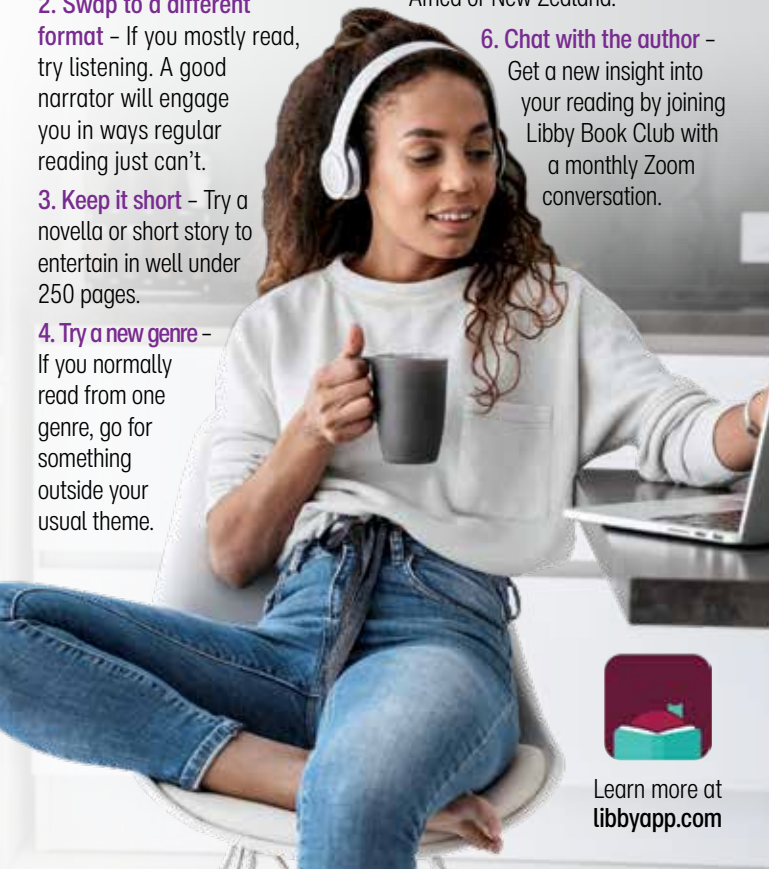 2. Swap to a different
format – If you mostly read,
try listening. A good
narrator will engage
you in ways regular
reading just can't.
3. Keep it short – Try a
novella or short story to
entertain in well under
250 pages.
4. Try a new genre –
If you normally
read from one
genre, go for
something
outside your
usual theme.
Africa or New Zealand.
6. Chat with the author –
Get a new insight into
your reading by joining
Libby Book Club with
a monthly Zoom
conversation.
Learn more at
libbyapp.com